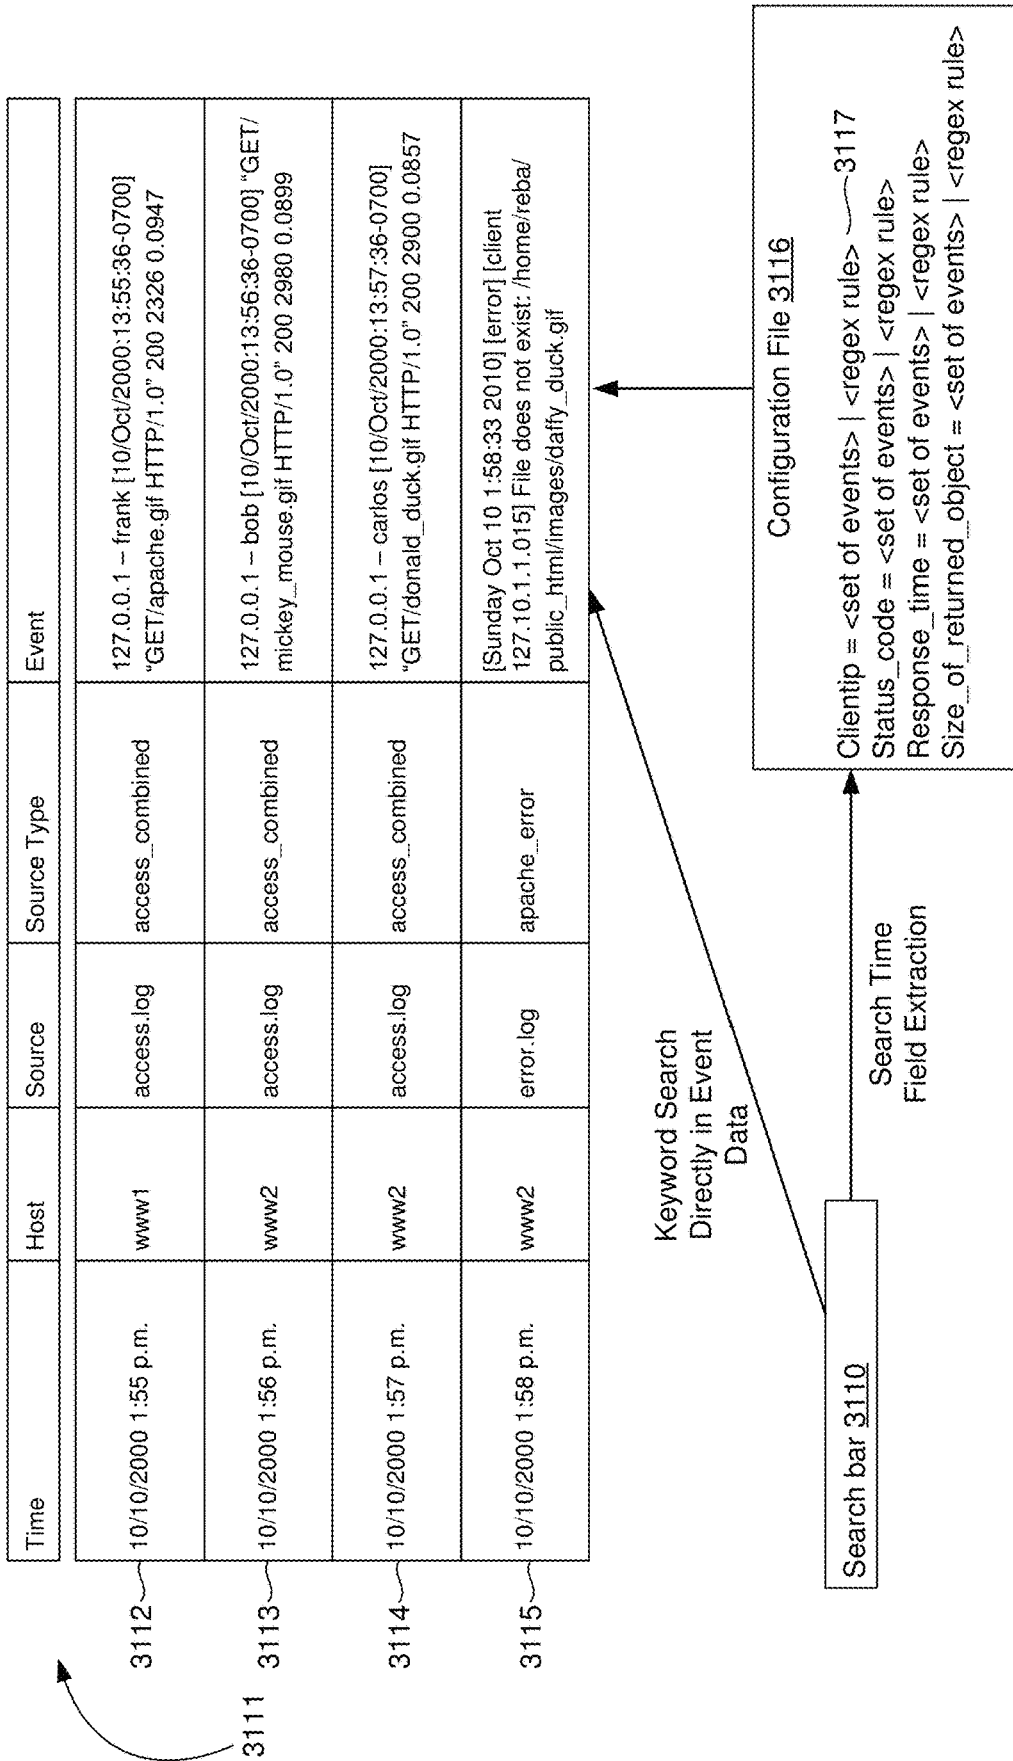 Time Host Source Source Type Event
3111
3112 10/10/2000 1:55 p.m. www1 access.log access_combined 127.0.0.1 – frank [10/Oct/2000:13:55:36-0700]
"GET/apache.gif HTTP/1.0" 200 2326 0.0947
3113 10/10/2000 1:56 p.m. www2 access.log access_combined 127.0.0.1 – bob [10/Oct/2000:13:56:36-0700] "GET/
mickey_mouse.gif HTTP/1.0" 200 2980 0.0899
3114 10/10/2000 1:57 p.m. www2 access.log access_combined 127.0.0.1 – carlos [10/Oct/2000:13:57:36-0700]
"GET/donald_duck.gif HTTP/1.0" 200 2900 0.0857
3115 10/10/2000 1:58 p.m. www2 error.log apache_error [Sunday Oct 10 1:58:33 2010] [error] [client
127.10.1.1.015] File does not exist: /home/reba/
public_html/images/daffy_duck.gif
Keyword Search
Directly in Event
Data
Search bar 3110
Search Time
Field Extraction
Configuration File 3116
Clientip = <set of events> | <regex rule> 3117
Status_code = <set of events> | <regex rule>
Response_time = <set of events> | <regex rule>
Size_of_returned_object = <set of events> | <regex rule>